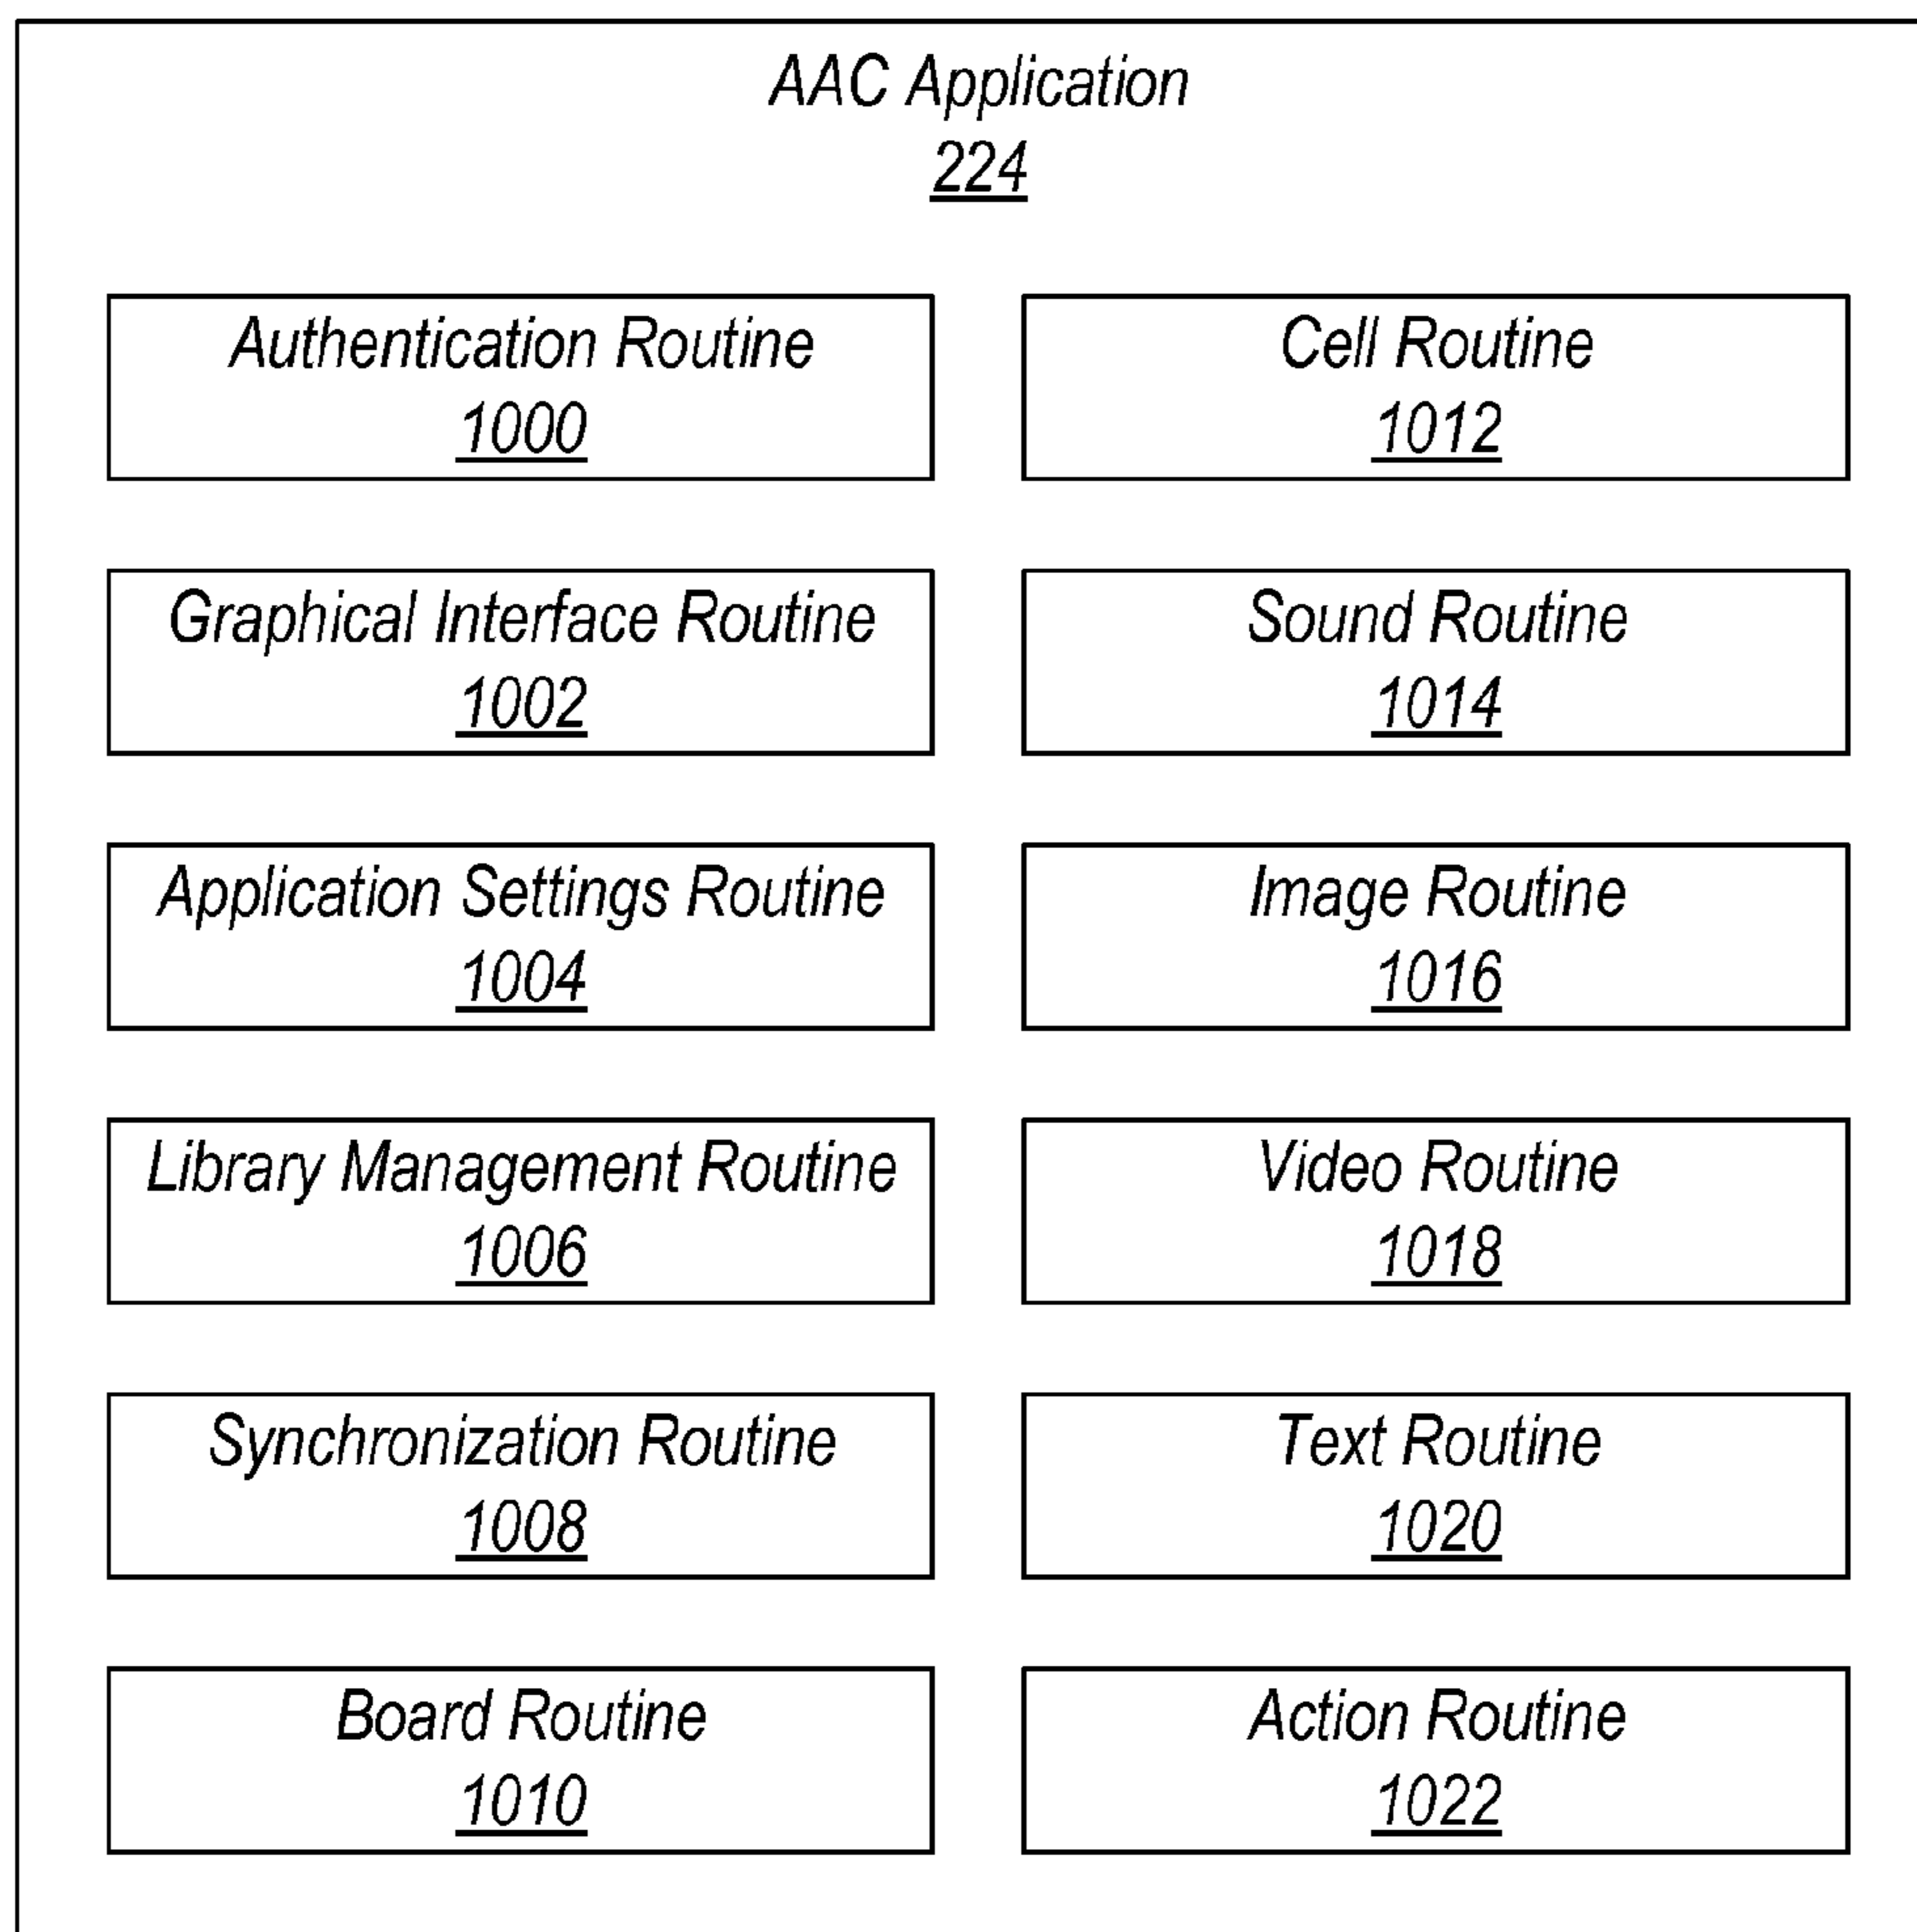 AAC Application
224
Authentication Routine
1000
Graphical Interface Routine
1002
Application Settings Routine
1004
Library Management Routine
1006
Synchronization Routine
1008
Board Routine
1010
Cell Routine
1012
Sound Routine
1014
Image Routine
1016
Video Routine
1018
Text Routine
1020
Action Routine
1022